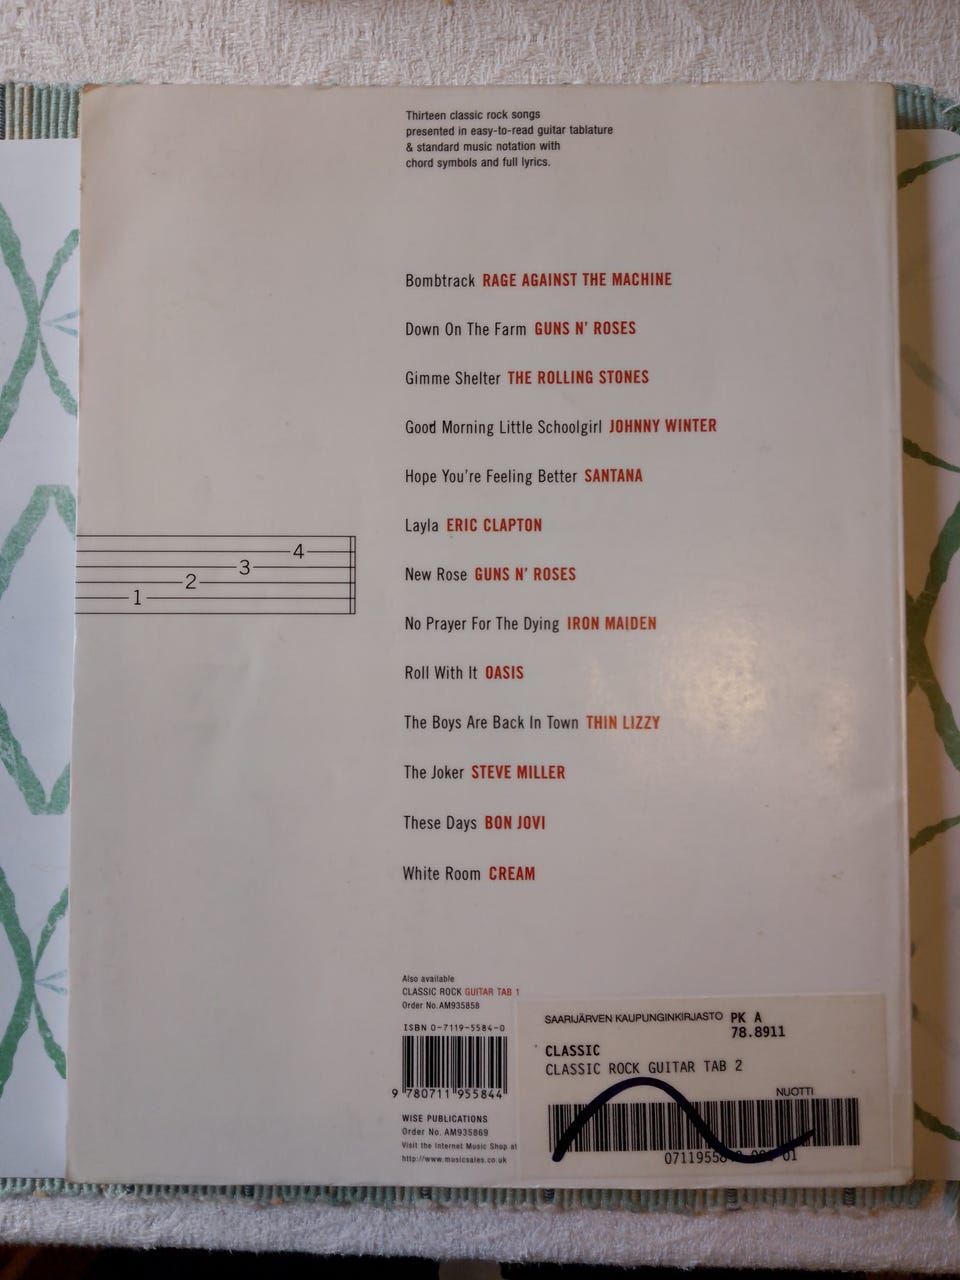 Thirteen classic rock songs
presented in easy-to-read guitar tablature
& standard music notation with
chord symbols and full lyrics.
Bombtrack RAGE AGAINST THE MACHINE
Down On The Farm GUNS N' ROSES
Gimme Shelter THE ROLLING STONES
Good Morning Little Schoolgirl JOHNNY WINTER
Hope You're Feeling Better SANTANA
Layla ERIC CLAPTON
New Rose GUNS N' ROSES
No Prayer For The Dying IRON MAIDEN
Roll With It OASIS
The Boys Are Back In Town THIN LIZZY
The Joker STEVE MILLER
These Days BON JOVI
White Room CREAM
4
3
2
1
Also available
CLASSIC ROCK GUITAR TAB 1
Order No. AM935858
ISBN 0-7119-5584-0
9 780711 955844
WISE PUBLICATIONS
Order No. AM935869
Visit the Internet Music Shop at
http://www.musicsales.co.uk
SAARIJÄRVEN KAUPUNGINKIRJASTO PK A
78.8911
CLASSIC
CLASSIC ROCK GUITAR TAB 2
NUOTTI
01